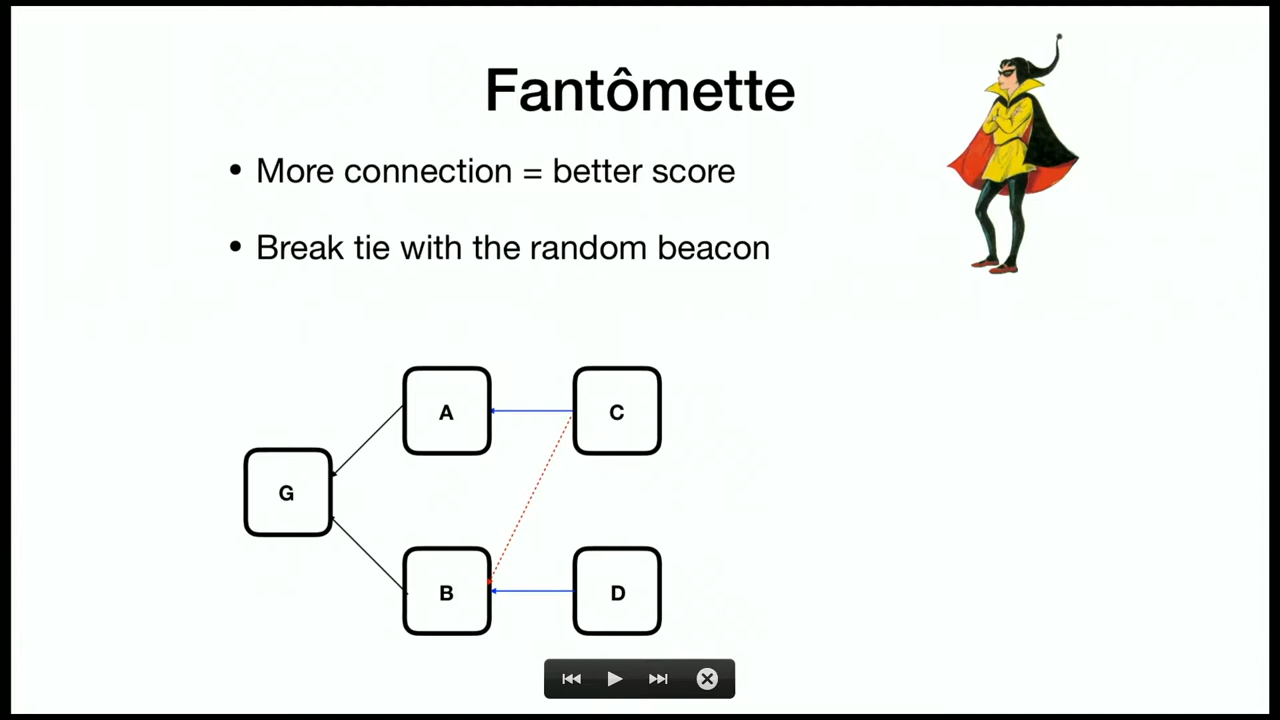 Fantômette
• More connection = better score
• Break tie with the random beacon
A
C
G
B
D